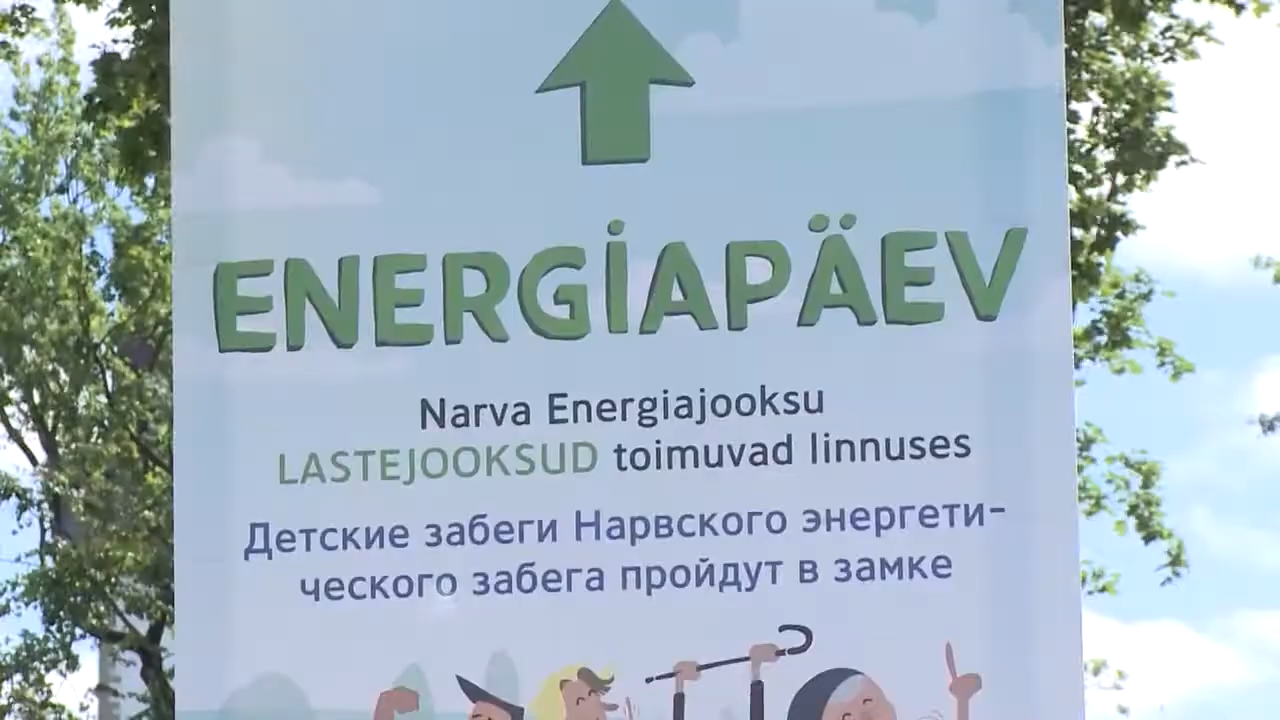 ENERGIAPÄEV
Narva Energiajooksu
LASTEJOOKSUD toimuvad linnuses
Детские забеги Нарвского энергети-
ческого забега пройдут в замке